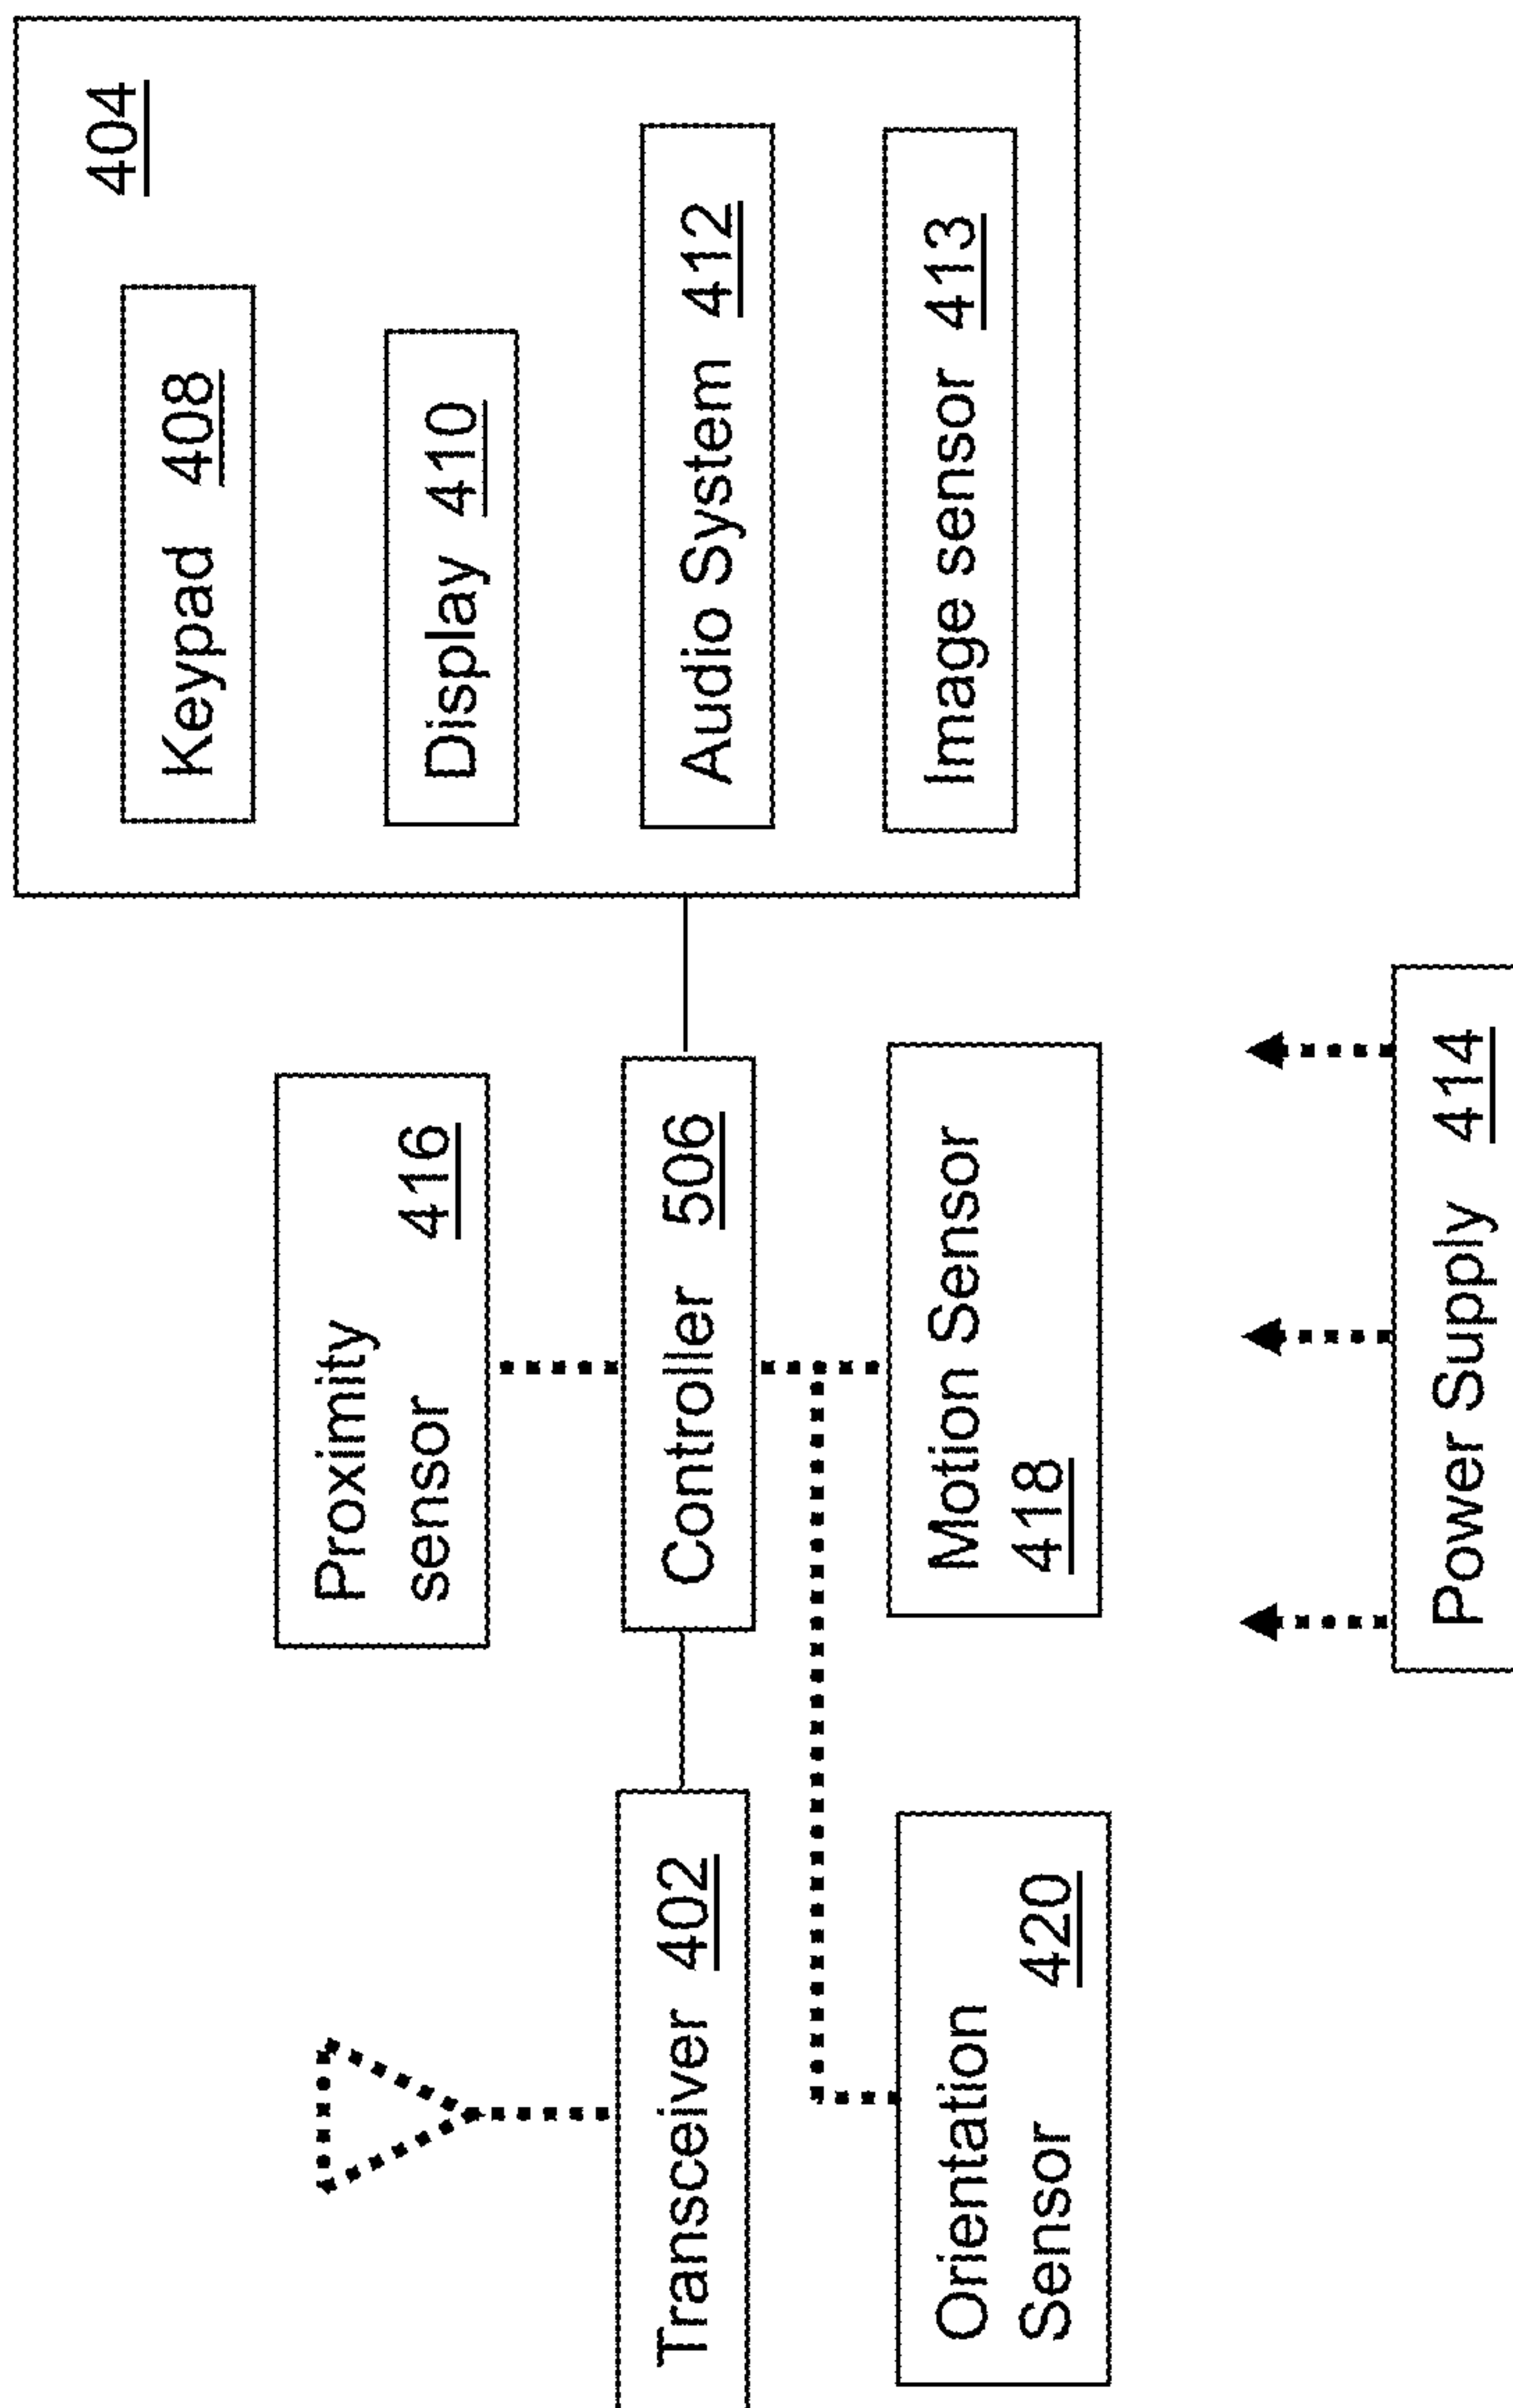 404
Keypad 408
Display 410
Audio System 412
Image sensor 413
Proximity
sensor 416
Controller 506
Motion Sensor
418
Transceiver 402
Orientation
Sensor 420
Power Supply 414